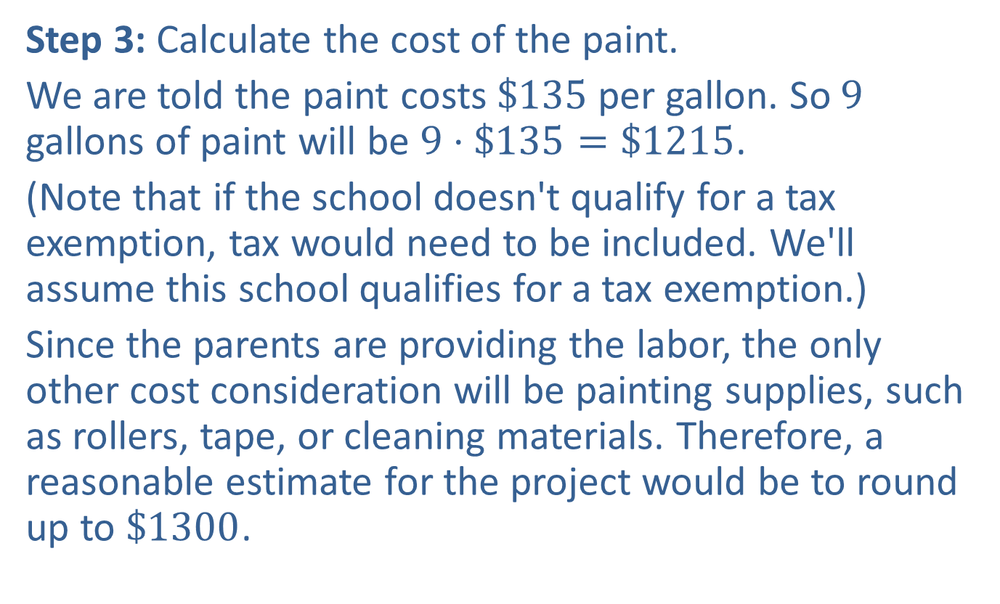 Step 3: Calculate the cost of the paint.
We are told the paint costs $135 per gallon. So 9
gallons of paint will be 9 · $135 = $1215.
(Note that if the school doesn't qualify for a tax
exemption, tax would need to be included. We'll
assume this school qualifies for a tax exemption.)
Since the parents are providing the labor, the only
other cost consideration will be painting supplies, such
as rollers, tape, or cleaning materials. Therefore, a
reasonable estimate for the project would be to round
up to $1300.